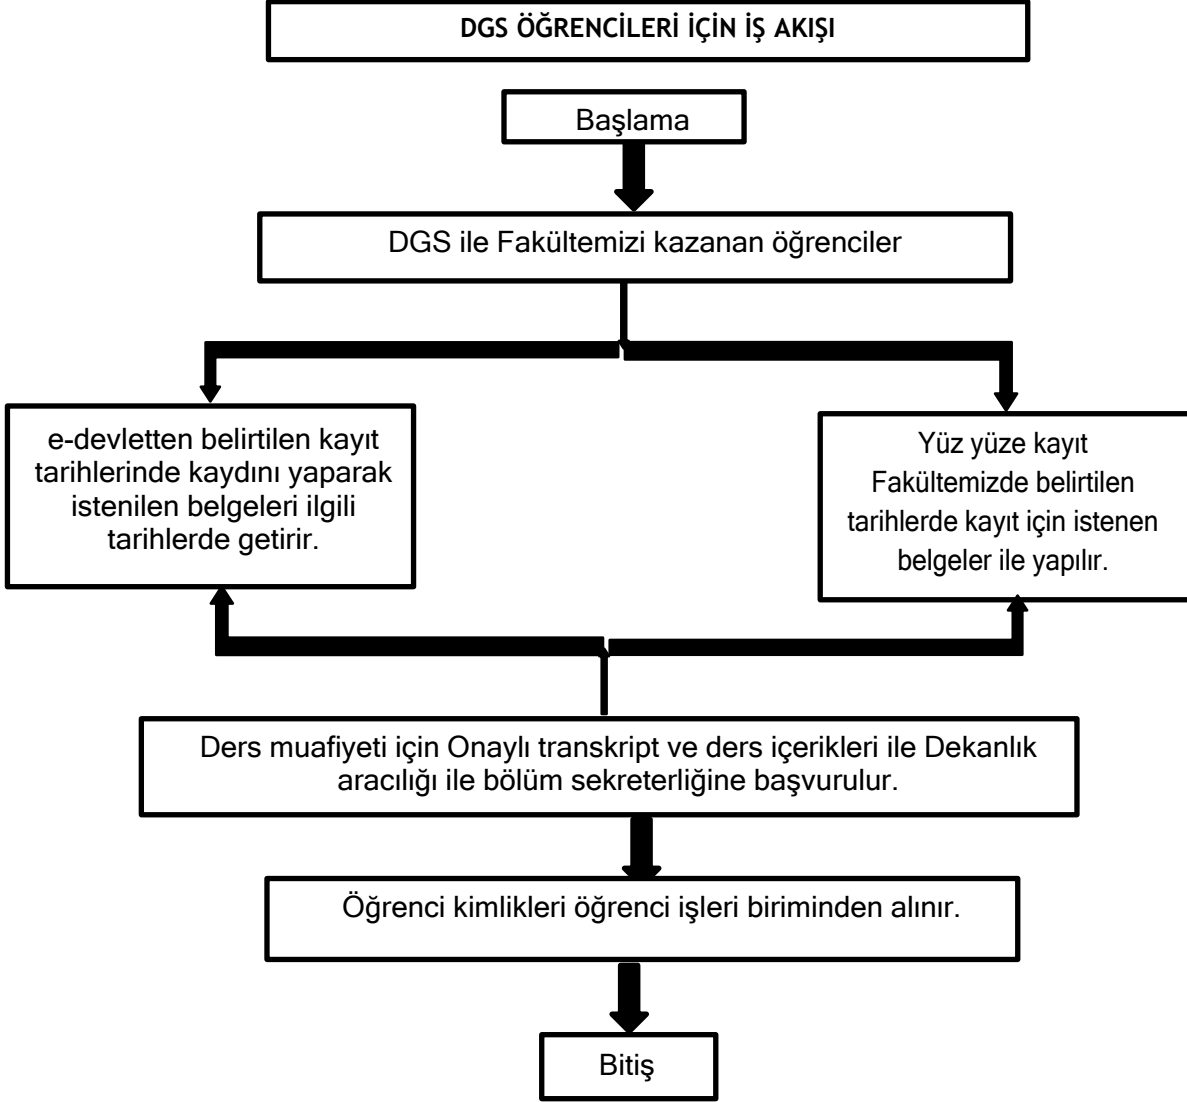 DGS ÖĞRENCİLERİ İÇİN İŞ AKIŞI
Başlama
DGS ile Fakültemizi kazanan öğrenciler
e-devletten belirtilen kayıt
tarihlerinde kaydını yaparak
istenilen belgeleri ilgili
tarihlerde getirir.
Yüz yüze kayıt
Fakültemizde belirtilen
tarihlerde kayıt için istenen
belgeler ile yapılır.
Ders muafiyeti için Onaylı transkript ve ders içerikleri ile Dekanlık
aracılığı ile bölüm sekreterliğine başvurulur.
Öğrenci kimlikleri öğrenci işleri biriminden alınır.
Bitiş